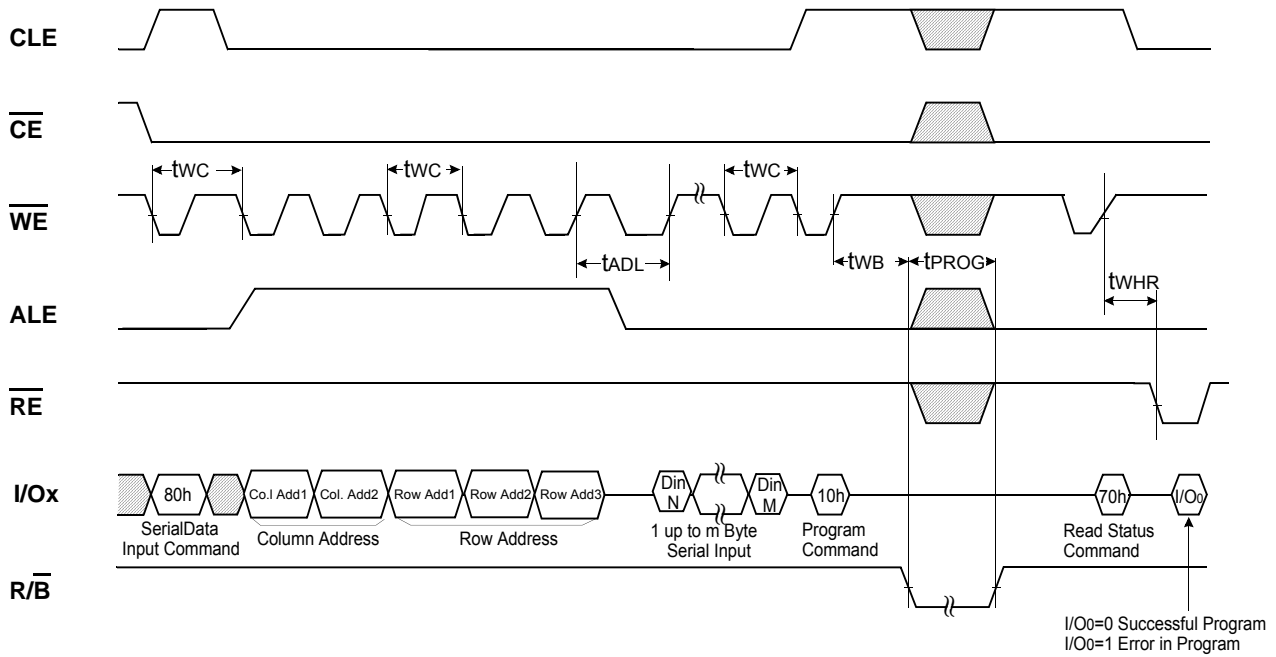 CLE
CE
tWC
tWC
tWC
WE
tADL
tWB
tPROG
tWHR
ALE
RE
I/Ox
80h
Co.l Add1
Col. Add2
Row Add1
Row Add2
Row Add3
Din
N
Din
M
10h
70h
I/O0
SerialData
Input Command
Column Address
Row Address
1 up to m Byte
Serial Input
Program
Command
Read Status
Command
R/B
I/O0=0 Successful Program
I/O0=1 Error in Program